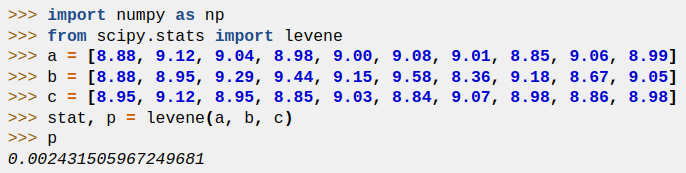 >>> import numpy as np
>>> from scipy.stats import levene
>>> a = [8.88, 9.12, 9.04, 8.98, 9.00, 9.08, 9.01, 8.85, 9.06, 8.99]
>>> b = [8.88, 8.95, 9.29, 9.44, 9.15, 9.58, 8.36, 9.18, 8.67, 9.05]
>>> c = [8.95, 9.12, 8.95, 8.85, 9.03, 8.84, 9.07, 8.98, 8.86, 8.98]
>>> stat, p = levene(a, b, c)
>>> p
0.002431505967249681